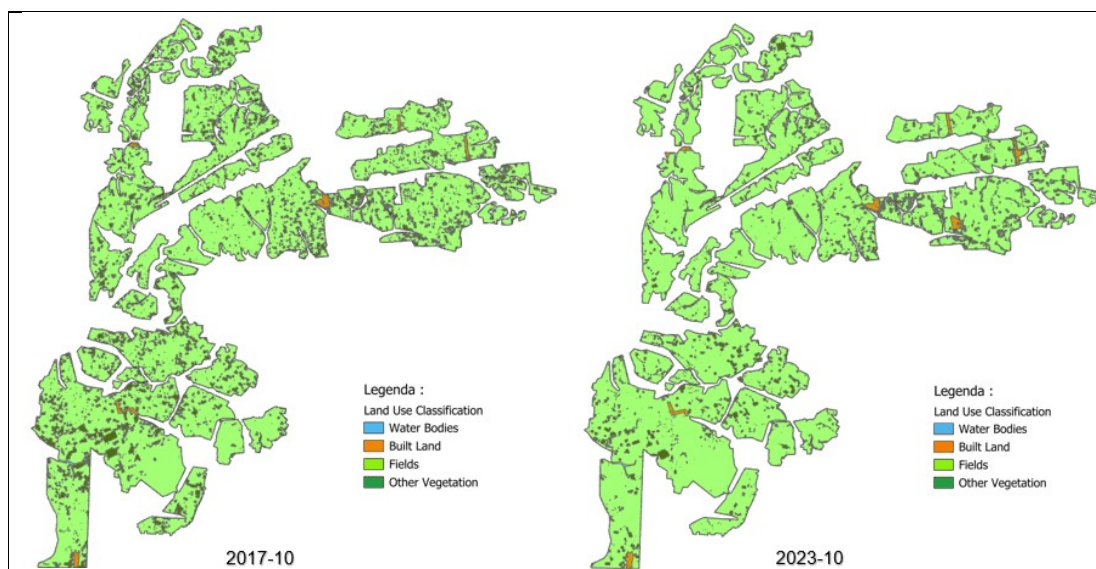 Legenda :
Land Use Classification
Water Bodies
Built Land
Fields
Other Vegetation
2017-10
Legenda :
Land Use Classification
Water Bodies
Built Land
Fields
Other Vegetation
2023-10